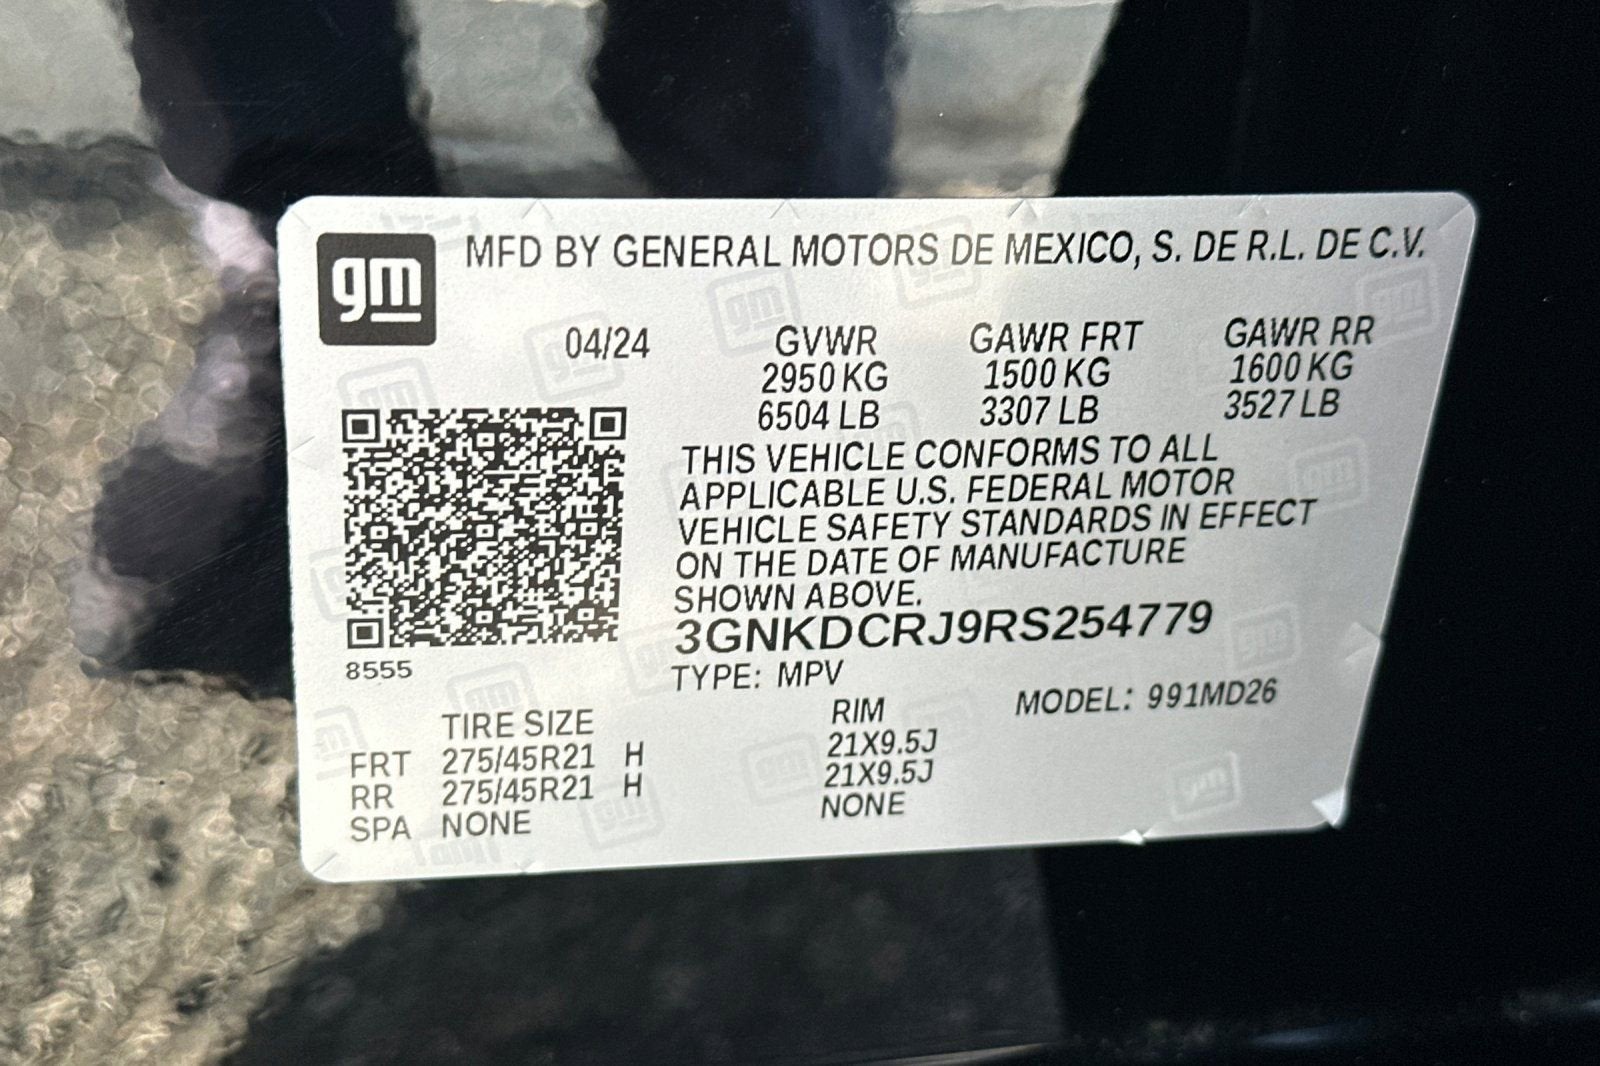 gm
MFD BY GENERAL MOTORS DE MEXICO, S. DE R.L. DE C.V.
04/24 GVWR GAWR FRT GAWR RR
2950 KG 1500 KG 1600 KG
6504 LB 3307 LB 3527 LB
THIS VEHICLE CONFORMS TO ALL
APPLICABLE U.S. FEDERAL MOTOR
VEHICLE SAFETY STANDARDS IN EFFECT
ON THE DATE OF MANUFACTURE
SHOWN ABOVE.
3GNKDCRJ9RS254779
8555
TYPE: MPV
MODEL: 991MD26
TIRE SIZE RIM
FRT 275/45R21 H 21X9.5J
RR 275/45R21 H 21X9.5J
SPA NONE NONE